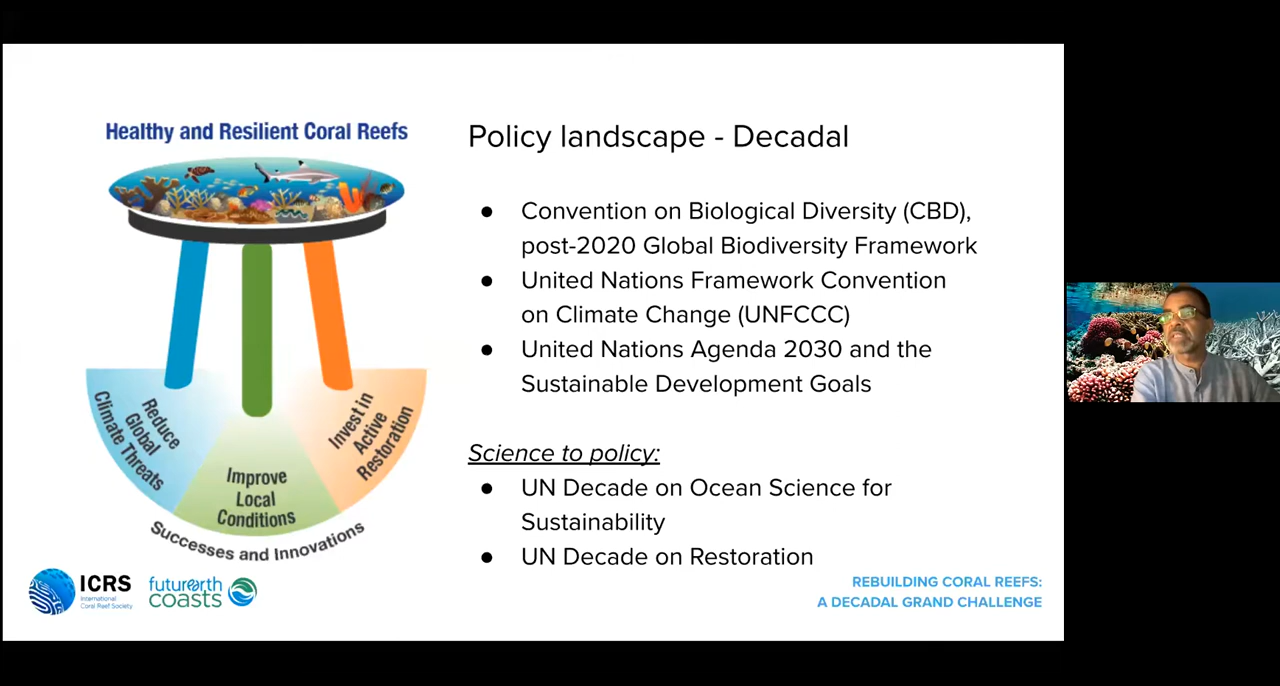 Healthy and Resilient Coral Reefs
Reduce
Global
Climate Threats
Improve
Local
Conditions
Invest in
Active
Restoration
Successes and Innovations
Policy landscape - Decadal
● Convention on Biological Diversity (CBD),
post-2020 Global Biodiversity Framework
● United Nations Framework Convention
on Climate Change (UNFCCC)
● United Nations Agenda 2030 and the
Sustainable Development Goals
Science to policy:
● UN Decade on Ocean Science for
Sustainability
● UN Decade on Restoration
ICRS
International
Coral Reef Society
futurearth
coasts
REBUILDING CORAL REEFS:
A DECADAL GRAND CHALLENGE